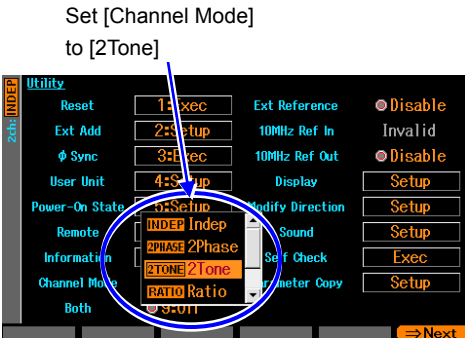 Set [Channel Mode]
to [2Tone]
INDEP
2ch:
Utility
Reset 1:Exec Ext Reference Disable
Ext Add 2:Setup 10MHz Ref In Invalid
ϕ Sync 3:Exec 10MHz Ref Out Disable
User Unit 4:Setup Display Setup
Power-On State 5:Setup Modify Direction Setup
Remote Sound Setup
Information Self Check Exec
Channel Mode Parameter Copy Setup
Both 9:Off
INDEP Indep
2PHASE 2Phase
2TONE 2Tone
RATIO Ratio
⇒Next